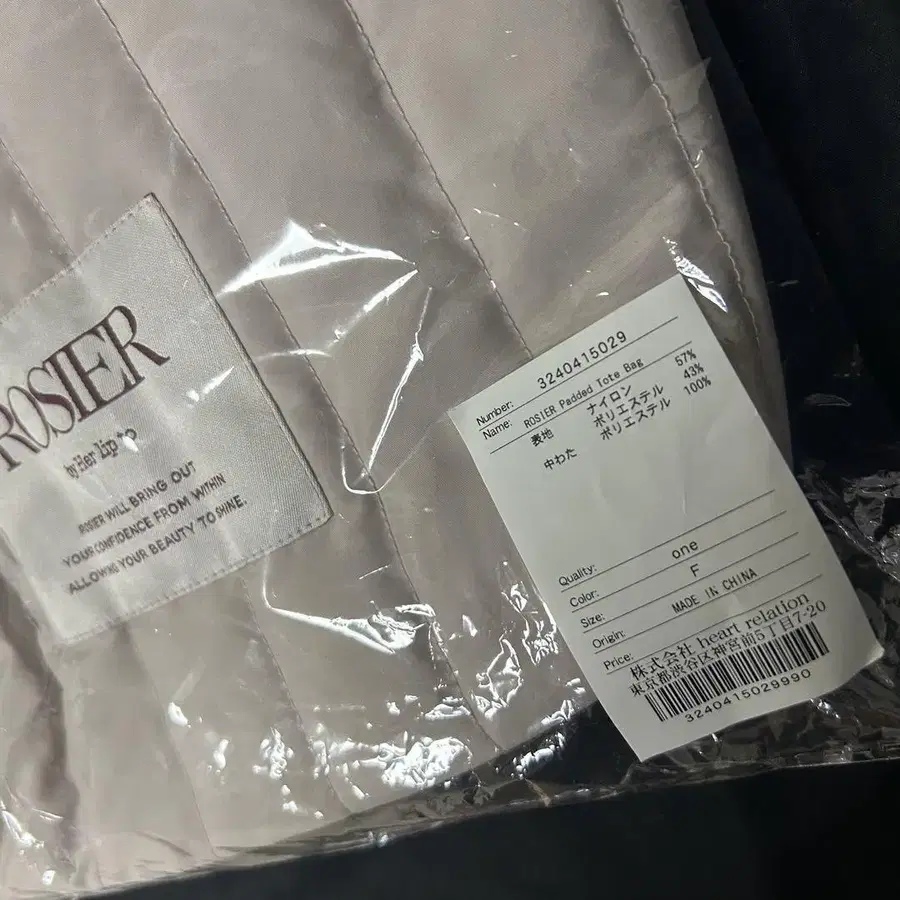 ROSIER
by Her lip to
ROSIER WILL BRING OUT
YOUR CONFIDENCE FROM WITHIN
ALLOWING YOUR BEAUTY TO SHINE.
Number: 3240415029
Name: ROSIER Padded Tote Bag
表地 ナイロン 57%
ポリエステル 43%
中わた ポリエステル 100%
Quality:
Color: one
Size: F
Origin: MADE IN CHINA
Price:
株式会社 heart relation
東京都渋谷区神宮前5丁目7-20
3240415029990